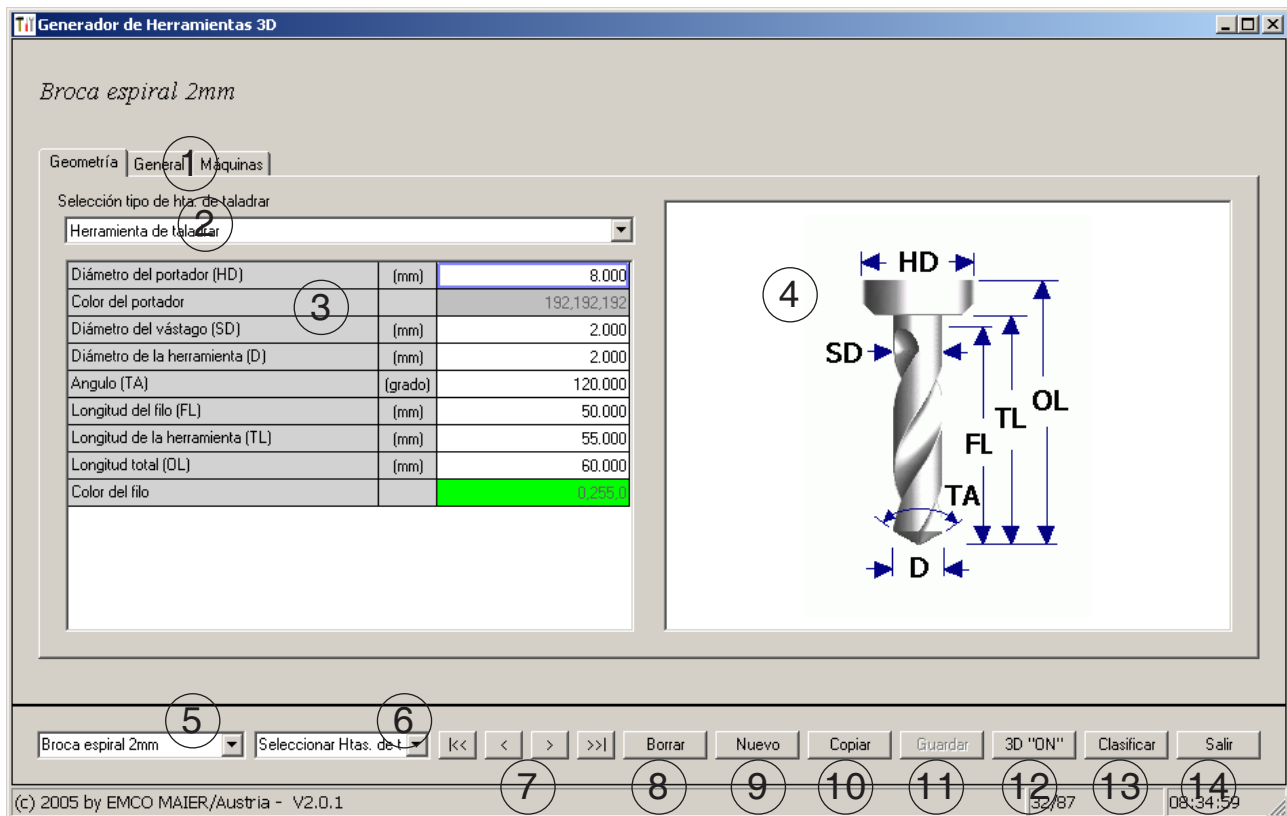 Generador de Herramientas 3D
Broca espiral 2mm
Geometría General Máquinas
1
Selección tipo de hta. de taladrar
2
Herramienta de taladrar
Diámetro del portador (HD) (mm) 8.000
Color del portador 192,192,192
3
Diámetro del vástago (SD) (mm) 2.000
Diámetro de la herramienta (D) (mm) 2.000
Angulo (TA) (grado) 120.000
Longitud del filo (FL) (mm) 50.000
Longitud de la herramienta (TL) (mm) 55.000
Longitud total (OL) (mm) 60.000
Color del filo 0,255,0
4
HD
SD
OL
TL
FL
TA
D
5 6
Broca espiral 2mm Seleccionar Htas. de t |<< < > >>| Borrar Nuevo Copiar Guardar 3D "ON" Clasificar Salir
7 8 9 10 11 12 13 14
(c) 2005 by EMCO MAIER/Austria - V2.0.1 32/87 08:34:59